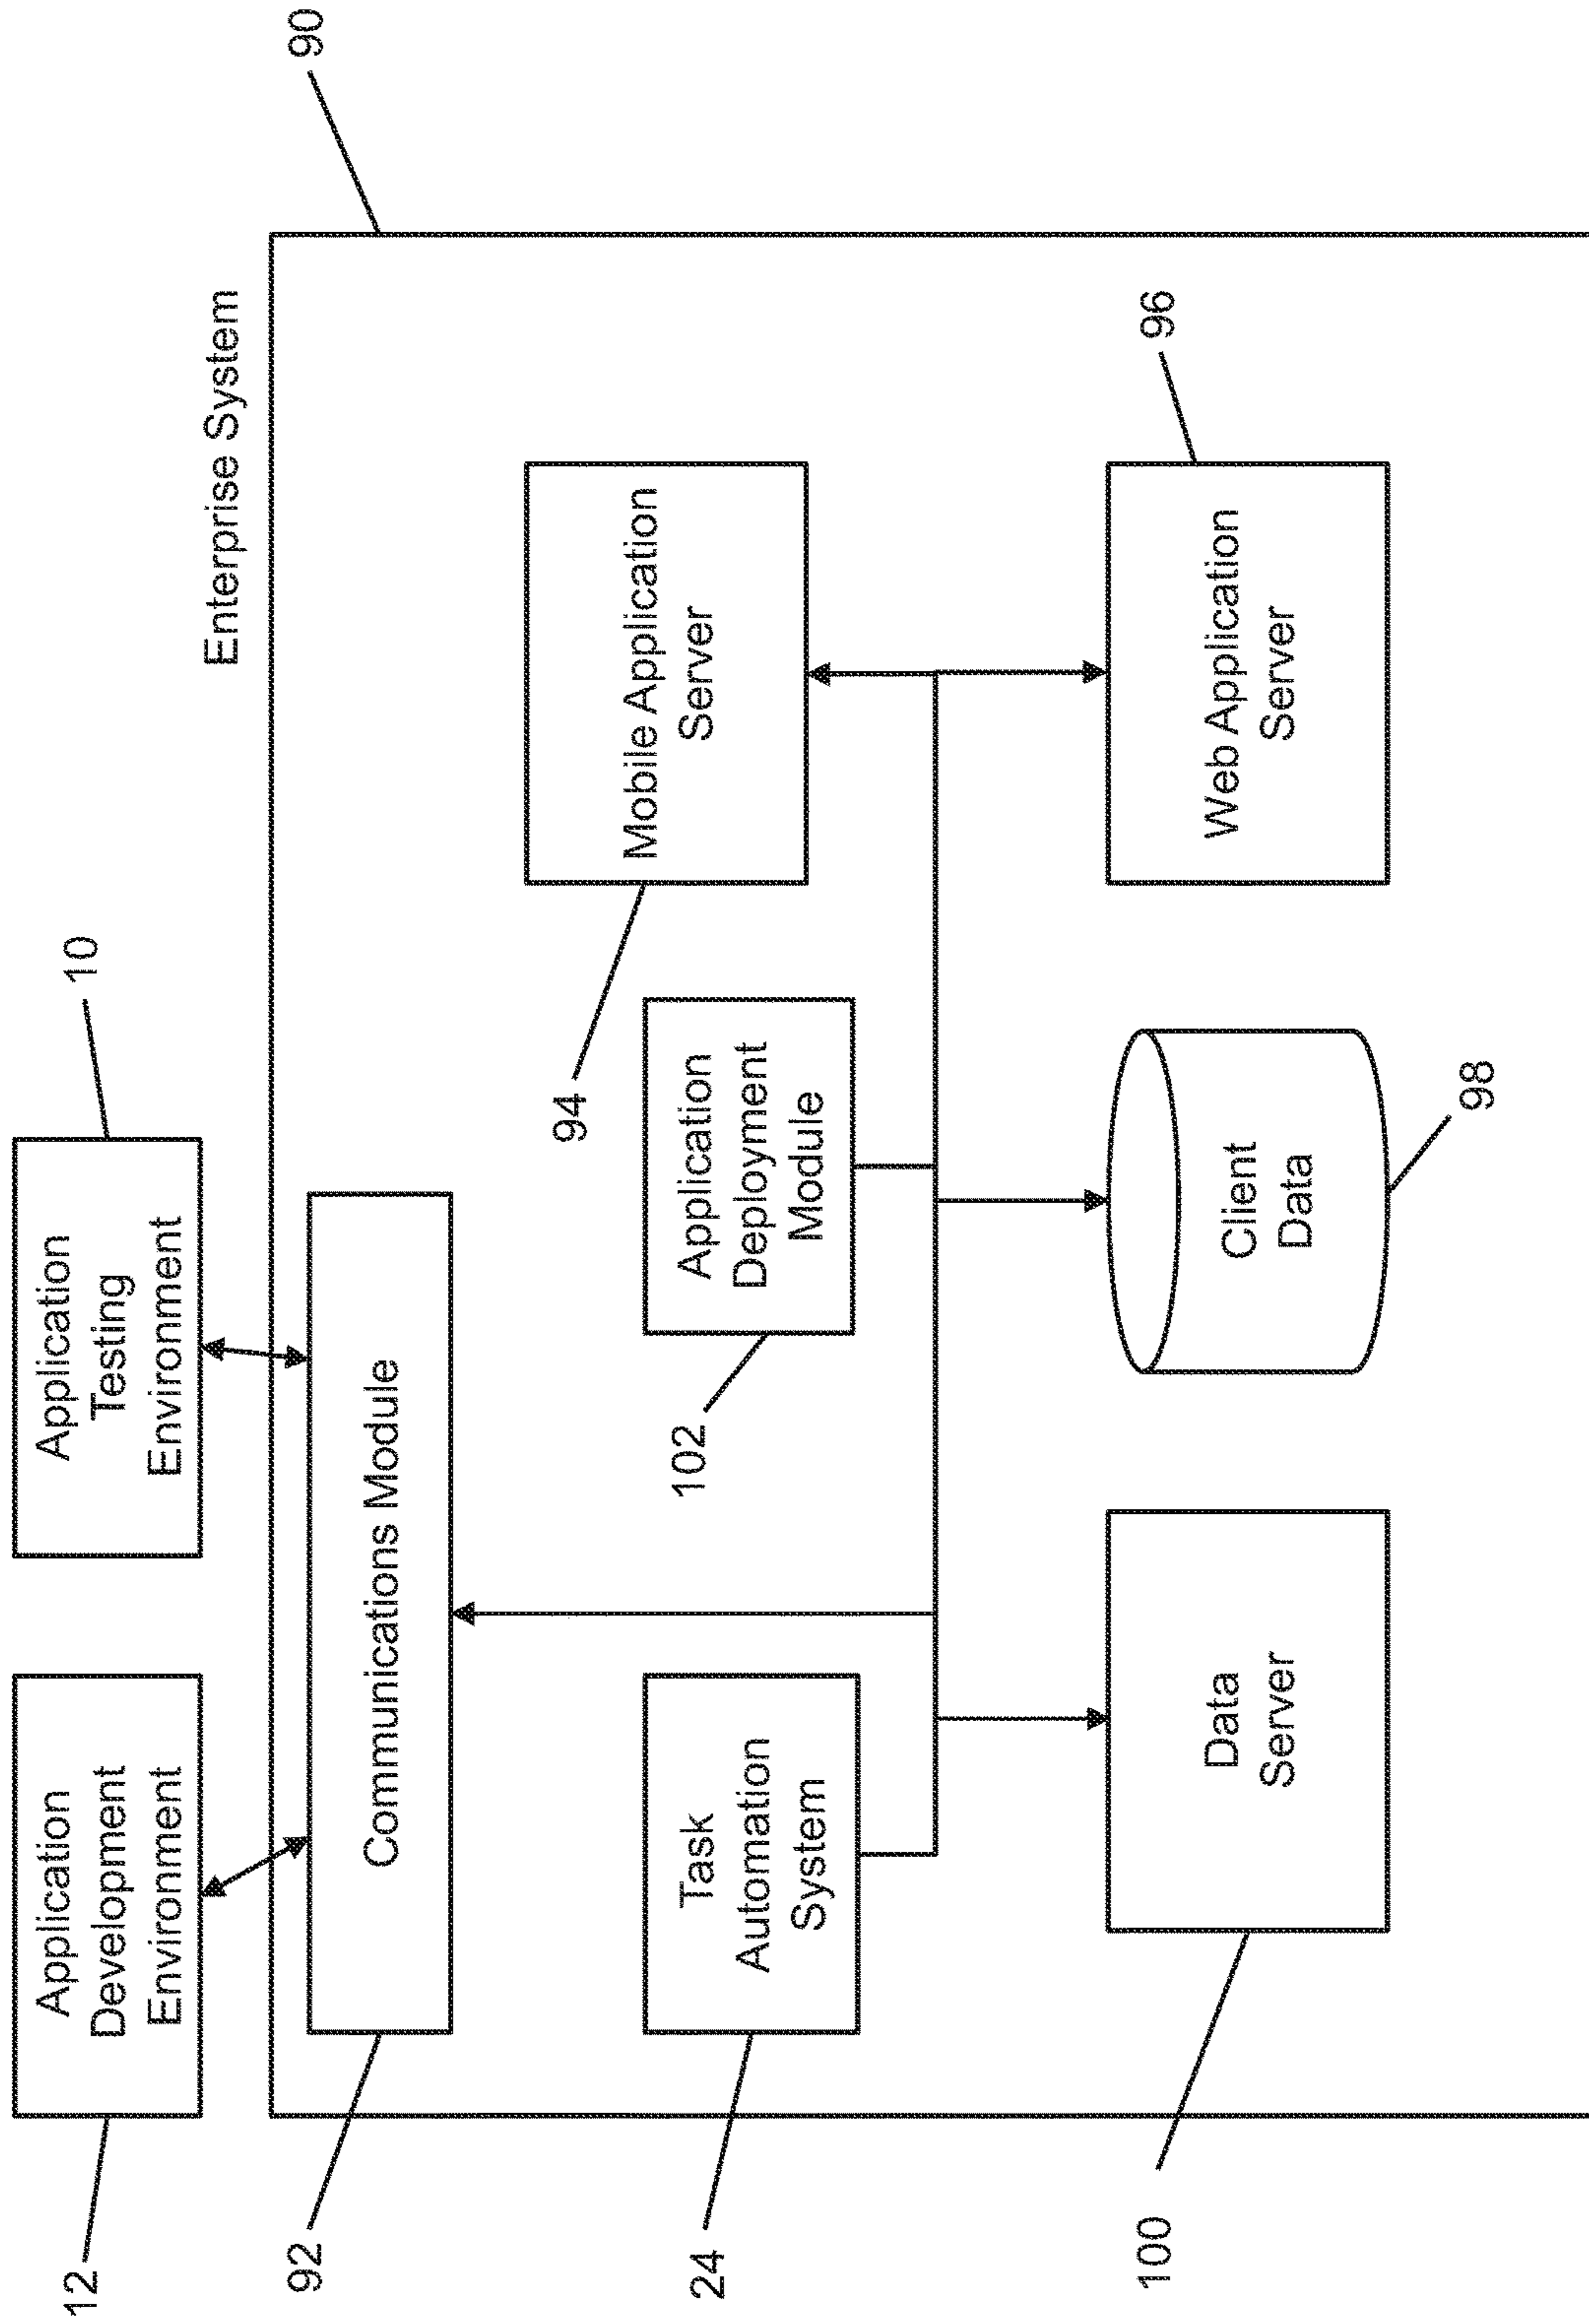 12
Application
Development
Environment
Application
Testing
Environment
10
Enterprise System
90
92
Communications Module
24
Task
Automation
System
102
Application
Deployment
Module
94
Mobile Application
Server
100
Data
Server
Client
Data
98
Web Application
Server
96